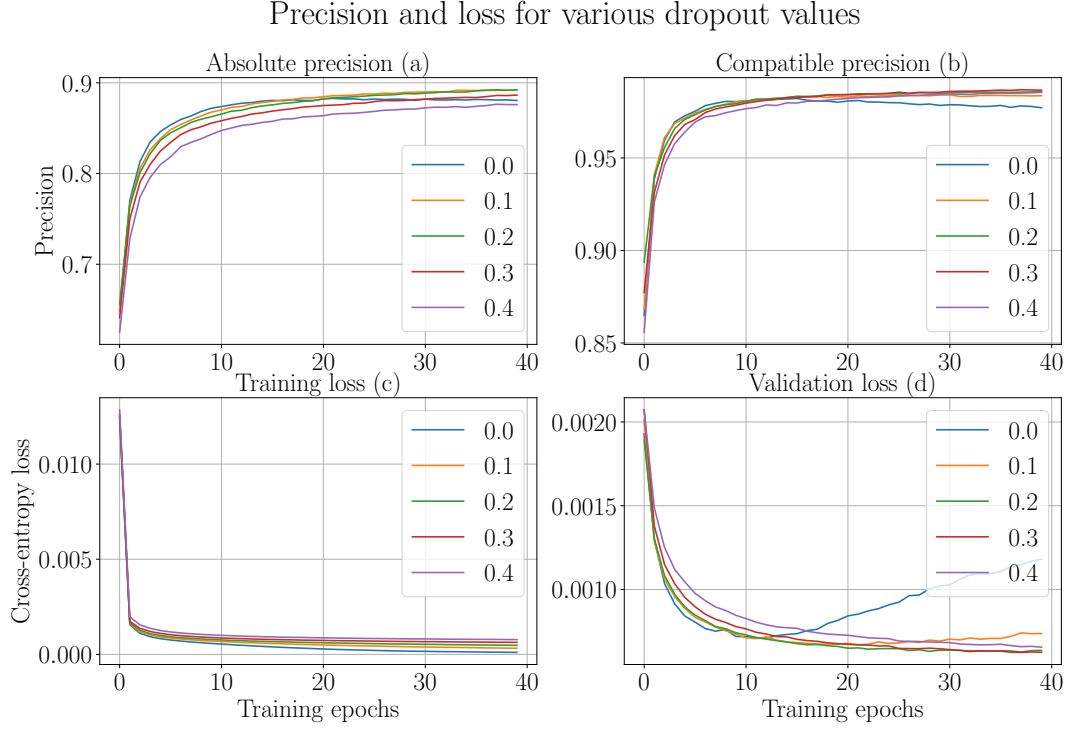 Precision and loss for various dropout values
Absolute precision (a)
Precision
0.9
0.8
0.7
0 10 20 30 40
0.0
0.1
0.2
0.3
0.4
Compatible precision (b)
0.95
0.90
0.85
0 10 20 30 40
0.0
0.1
0.2
0.3
0.4
Training loss (c)
Cross-entropy loss
0.010
0.005
0.000
0 10 20 30 40
Training epochs
0.0
0.1
0.2
0.3
0.4
Validation loss (d)
0.0020
0.0015
0.0010
0 10 20 30 40
Training epochs
0.0
0.1
0.2
0.3
0.4